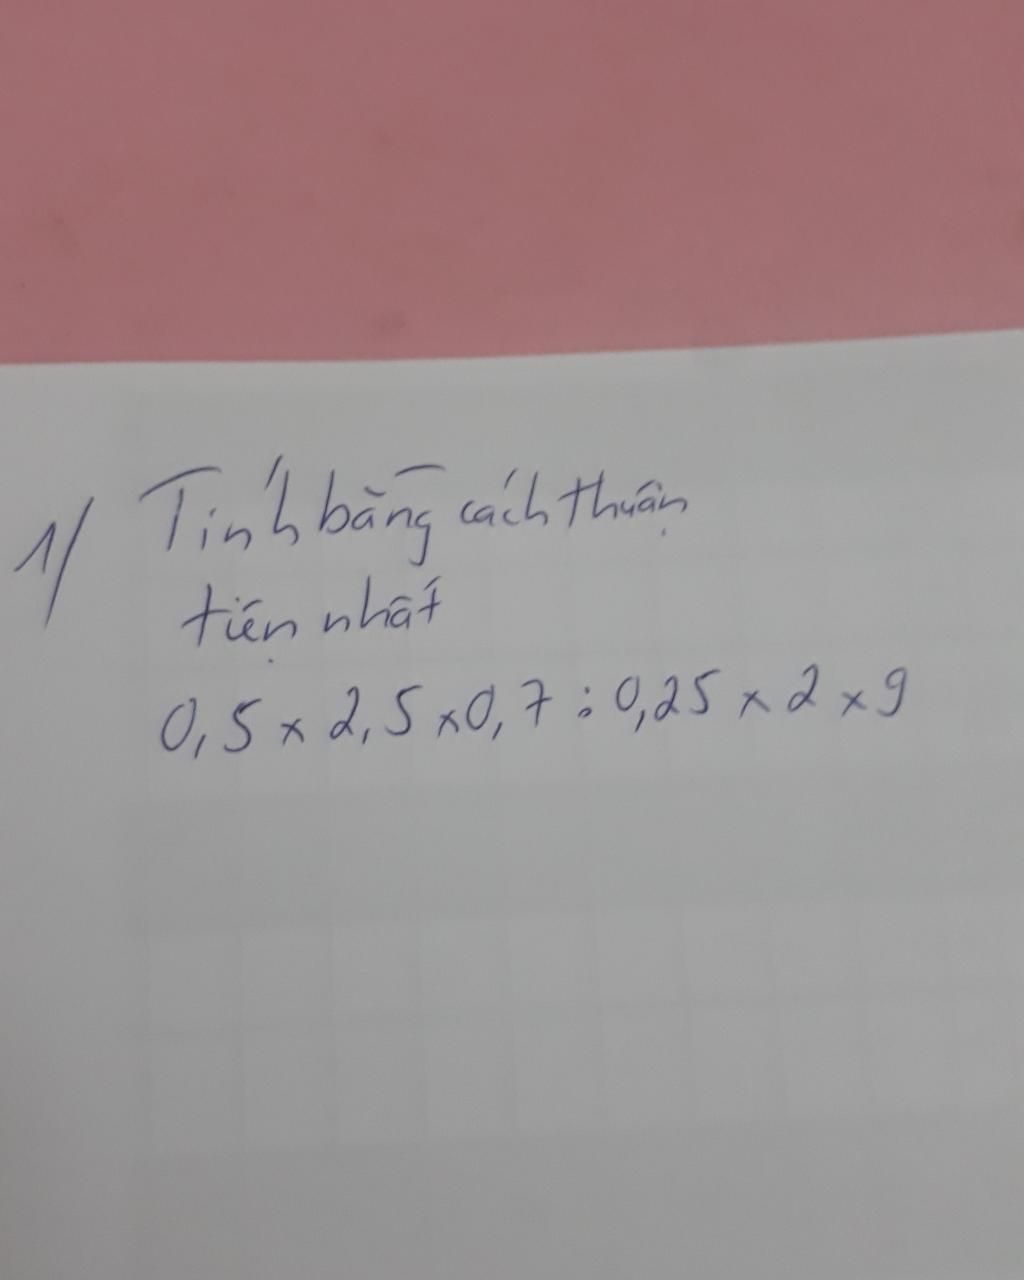 1/ Tính bằng cách thuận
tiện nhất
0,5 x 2,5 x 0,7 : 0,25 x 2 x 9